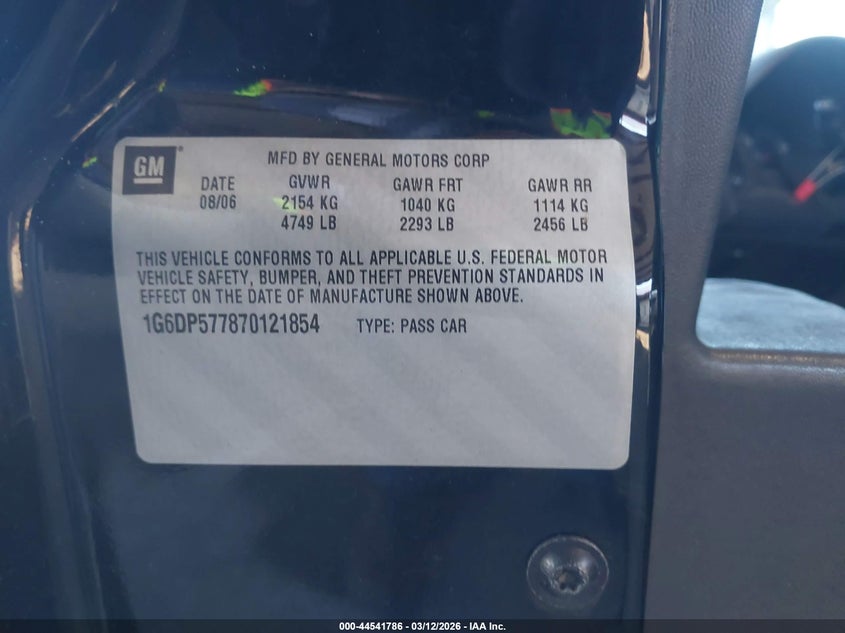 GM
MFD BY GENERAL MOTORS CORP
DATE GVWR GAWR FRT GAWR RR
08/06 2154 KG 1040 KG 1114 KG
4749 LB 2293 LB 2456 LB
THIS VEHICLE CONFORMS TO ALL APPLICABLE U.S. FEDERAL MOTOR
VEHICLE SAFETY, BUMPER, AND THEFT PREVENTION STANDARDS IN
EFFECT ON THE DATE OF MANUFACTURE SHOWN ABOVE.
1G6DP577870121854 TYPE: PASS CAR
000-44541786 - 03/12/2026 - IAA Inc.